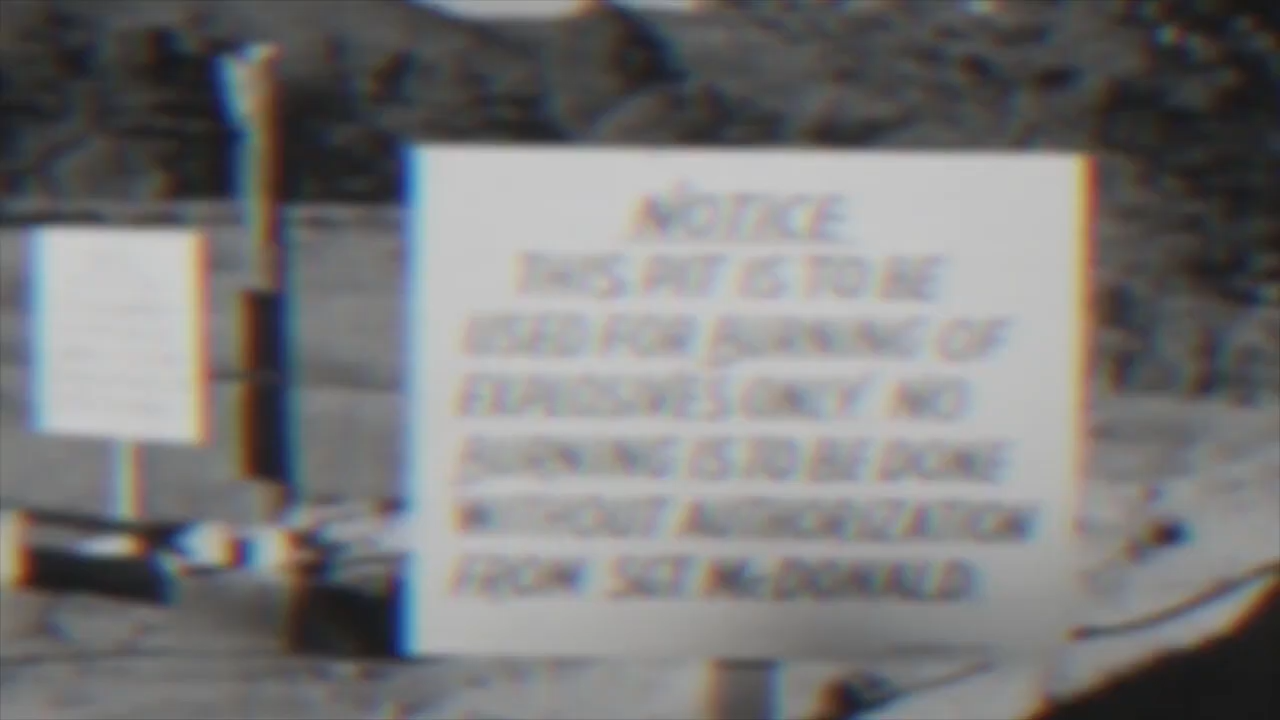 NOTICE
THIS PIT IS TO BE
USED FOR BURNING OF
EXPLOSIVES ONLY NO
BURNING IS TO BE DONE
WITHOUT AUTHORIZATION
FROM SGT McDONALD